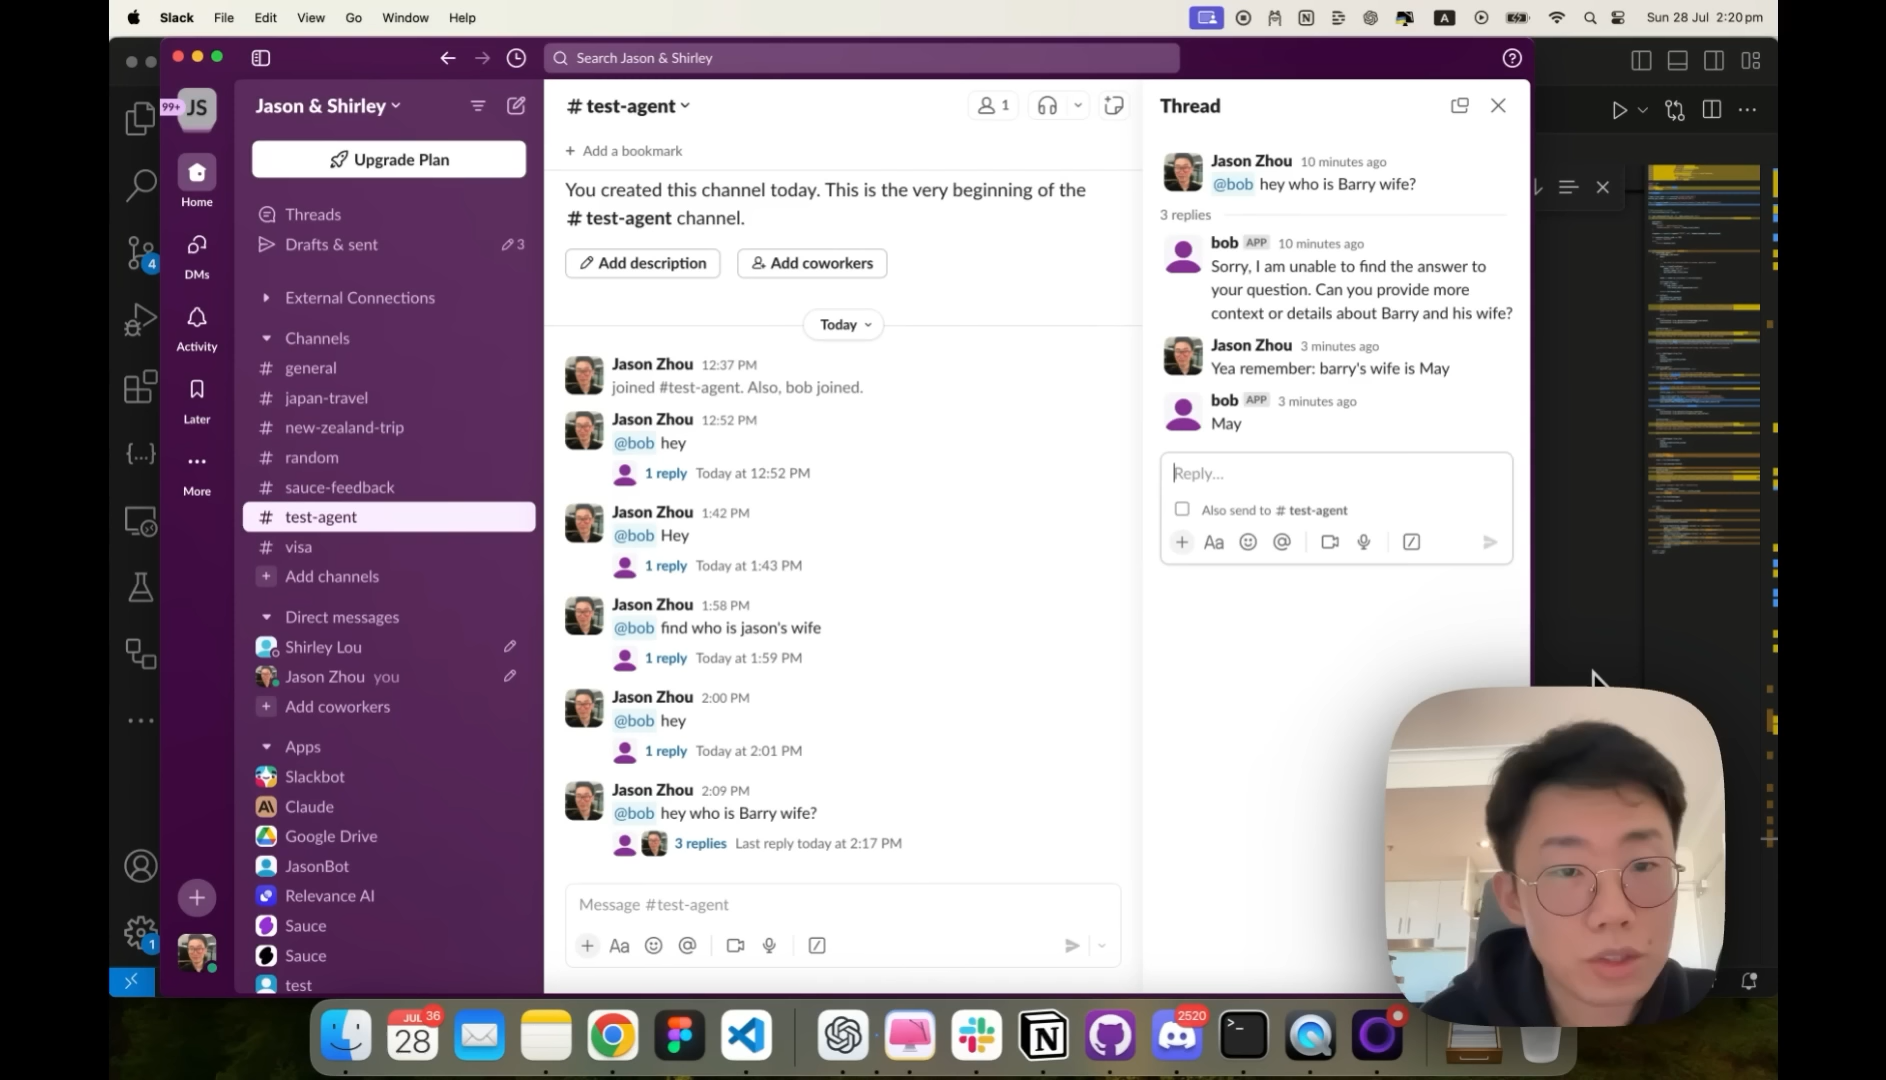 Slack File Edit View Go Window Help
A
Sun 28 Jul 2:20 pm
Search Jason & Shirley
99+
JS
Home
DMs
Activity
Later
More
4
1
Jason & Shirley
Upgrade Plan
Threads
Drafts & sent 3
External Connections
Channels
# general
# japan-travel
# new-zealand-trip
# random
# sauce-feedback
# test-agent
# visa
+ Add channels
Direct messages
Shirley Lou
Jason Zhou you
+ Add coworkers
Apps
Slackbot
Claude
Google Drive
JasonBot
Relevance AI
Sauce
Sauce
test
# test-agent
1
+ Add a bookmark
You created this channel today. This is the very beginning of the
# test-agent channel.
Add description
Add coworkers
Today
Jason Zhou 12:37 PM
joined #test-agent. Also, bob joined.
Jason Zhou 12:52 PM
@bob hey
1 reply Today at 12:52 PM
Jason Zhou 1:42 PM
@bob Hey
1 reply Today at 1:43 PM
Jason Zhou 1:58 PM
@bob find who is jason's wife
1 reply Today at 1:59 PM
Jason Zhou 2:00 PM
@bob hey
1 reply Today at 2:01 PM
Jason Zhou 2:09 PM
@bob hey who is Barry wife?
3 replies Last reply today at 2:17 PM
Message #test-agent
+ Aa @
Thread
Jason Zhou 10 minutes ago
@bob hey who is Barry wife?
3 replies
bob APP 10 minutes ago
Sorry, I am unable to find the answer to
your question. Can you provide more
context or details about Barry and his wife?
Jason Zhou 3 minutes ago
Yea remember: barry's wife is May
bob APP 3 minutes ago
May
Reply...
Also send to # test-agent
+ Aa @
JUL 36
28
2520